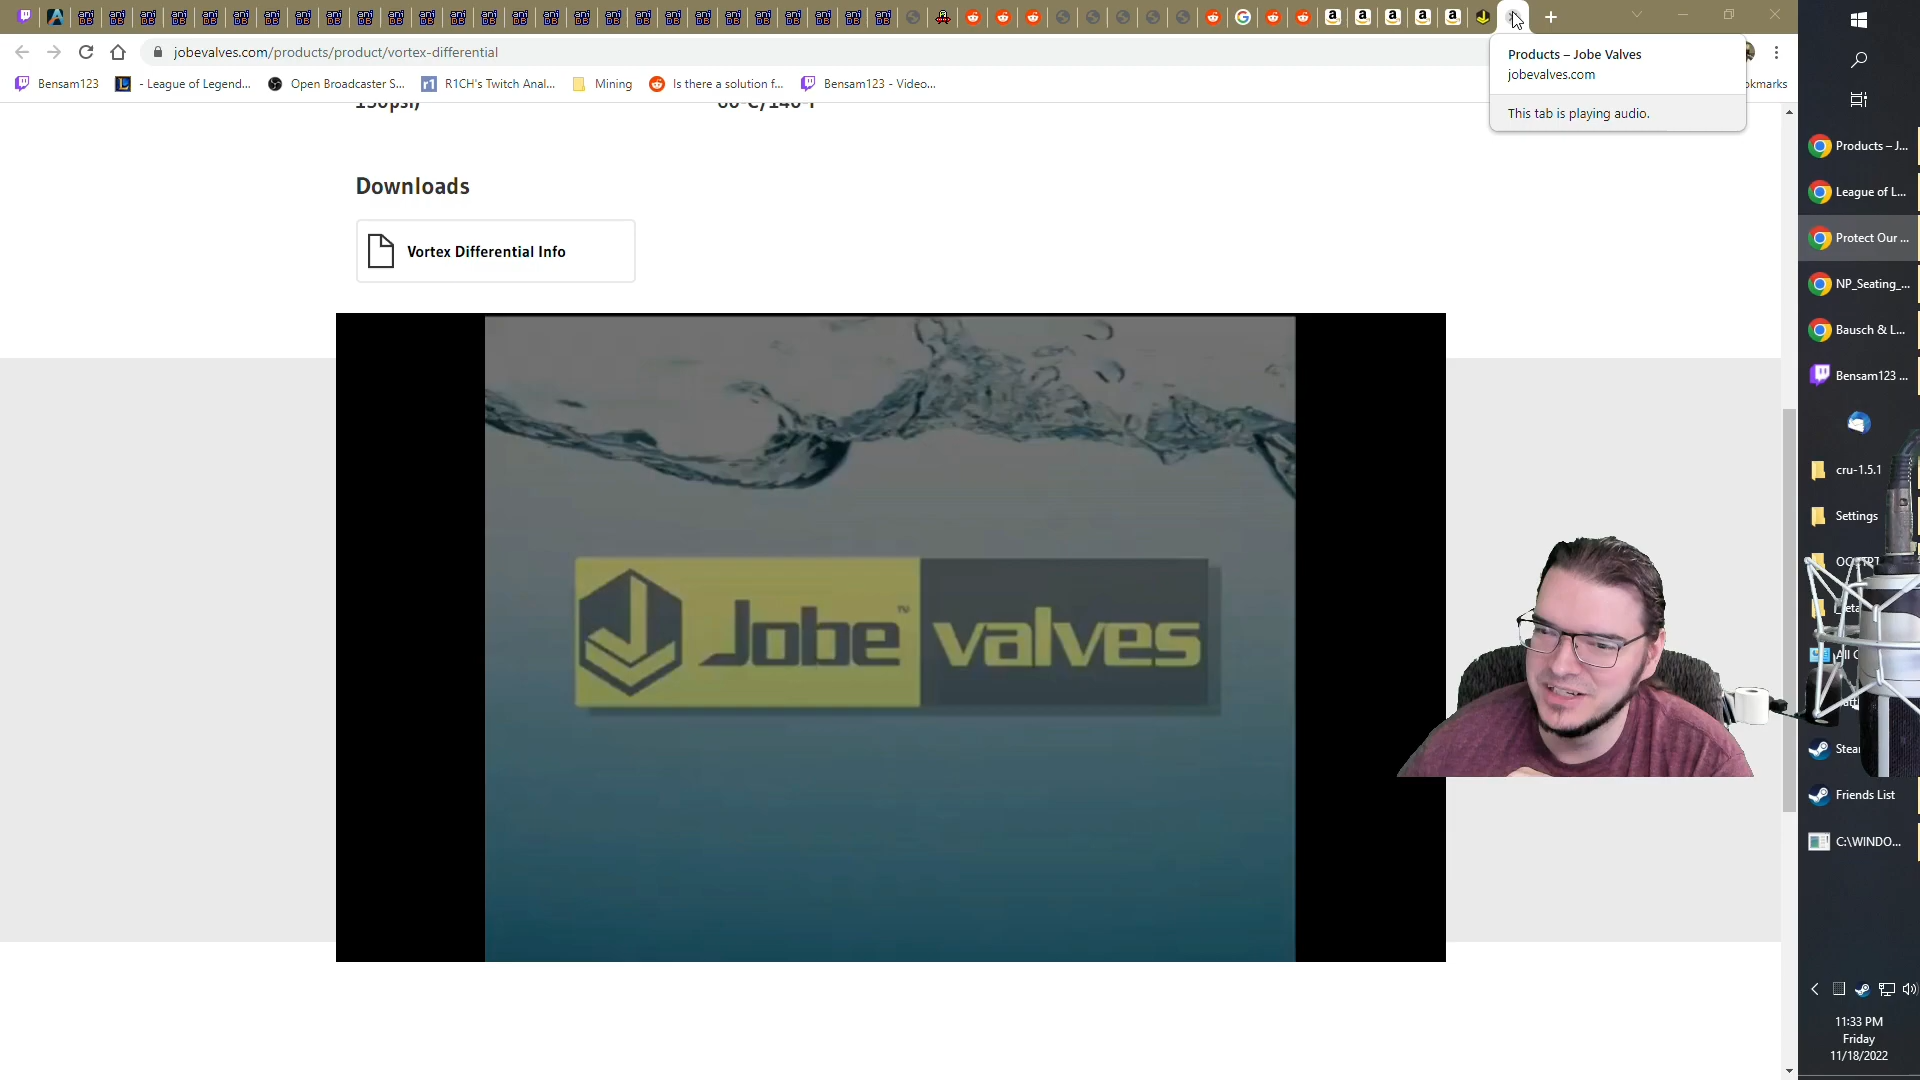 jobevalves.com/products/product/vortex-differential
Products – Jobe Valves
jobevalves.com
This tab is playing audio.
Bensam123
- League of Legend...
Open Broadcaster S...
R1CH's Twitch Anal...
Mining
Is there a solution f...
Bensam123 - Video...
Downloads
Vortex Differential Info
Jobe valves
Products – J...
League of L...
Protect Our ...
NP_Seating_...
Bausch & L...
Bensam123 ...
cru-1.5.1
Settings
All C
Stea
Friends List
C:\WINDO...
11:33 PM
Friday
11/18/2022